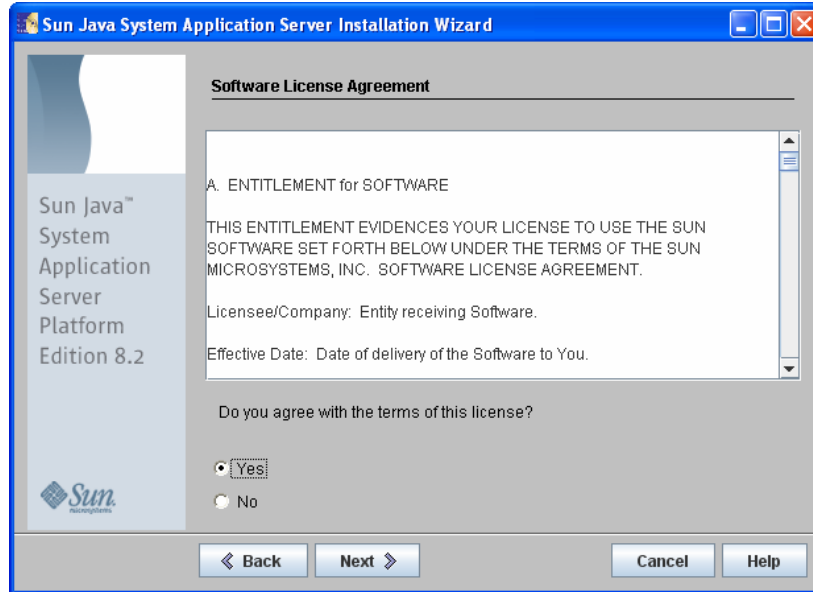 Sun Java System Application Server Installation Wizard
Software License Agreement
A. ENTITLEMENT for SOFTWARE
THIS ENTITLEMENT EVIDENCES YOUR LICENSE TO USE THE SUN
SOFTWARE SET FORTH BELOW UNDER THE TERMS OF THE SUN
MICROSYSTEMS, INC. SOFTWARE LICENSE AGREEMENT.
Licensee/Company: Entity receiving Software.
Effective Date: Date of delivery of the Software to You.
Sun Java™
System
Application
Server
Platform
Edition 8.2
Do you agree with the terms of this license?
Yes
No
Sun
microsystems
Back
Next
Cancel
Help